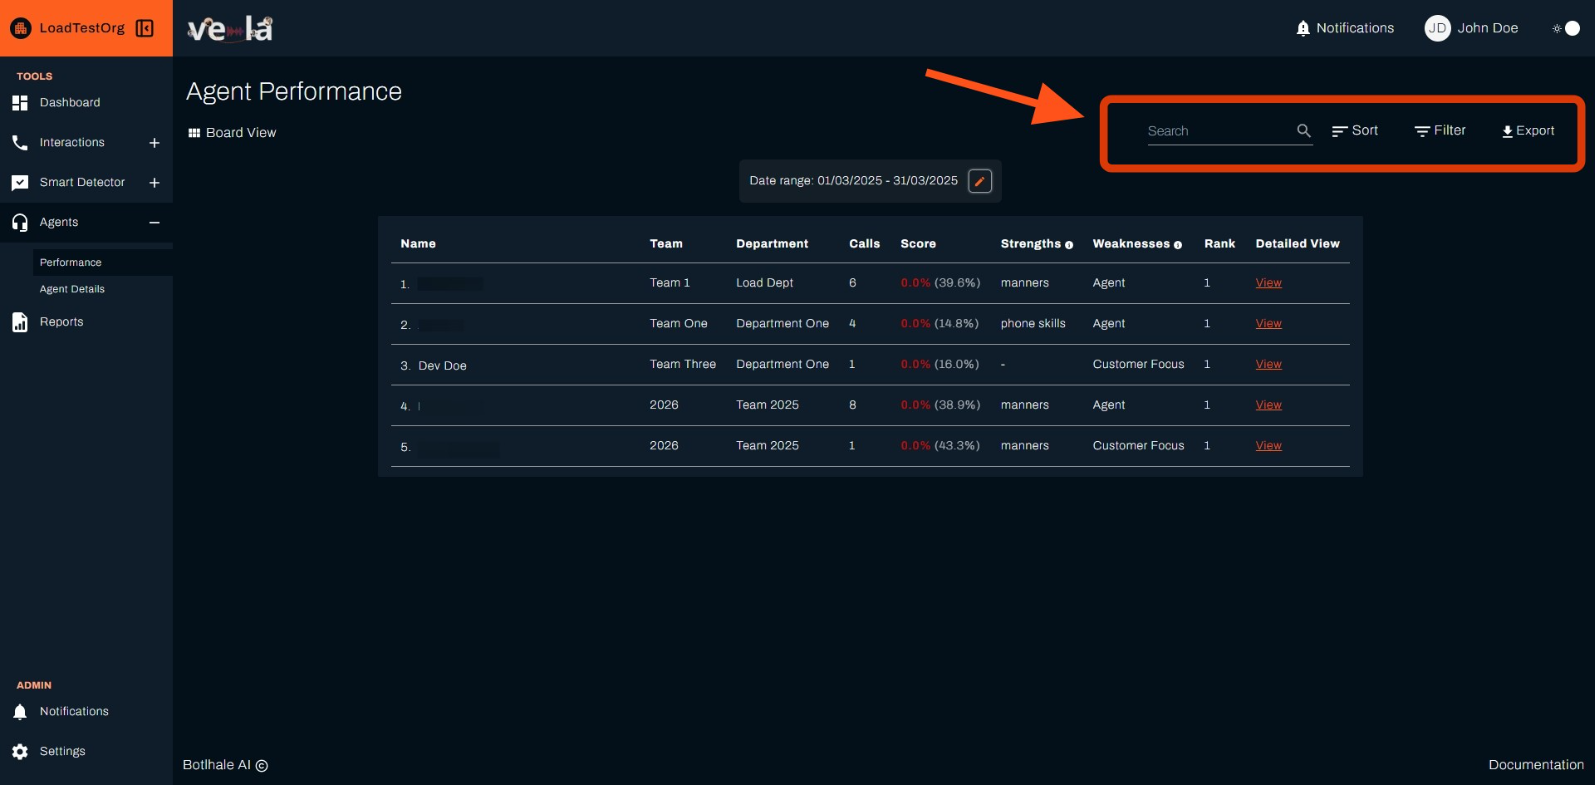 LoadTestOrg
vela
Notifications
JD John Doe
TOOLS
Dashboard
Interactions
Smart Detector
Agents
Performance
Agent Details
Reports
Agent Performance
Board View
Search
Sort
Filter
Export
Date range: 01/03/2025 - 31/03/2025
Name Team Department Calls Score Strengths Weaknesses Rank Detailed View
1. Team 1 Load Dept 6 0.0% (39.6%) manners Agent 1 View
2. Team One Department One 4 0.0% (14.8%) phone skills Agent 1 View
3. Dev Doe Team Three Department One 1 0.0% (16.0%) - Customer Focus 1 View
4. 2026 Team 2025 8 0.0% (38.9%) manners Agent 1 View
5. 2026 Team 2025 1 0.0% (43.3%) manners Customer Focus 1 View
ADMIN
Notifications
Settings
Botlhale AI ©
Documentation